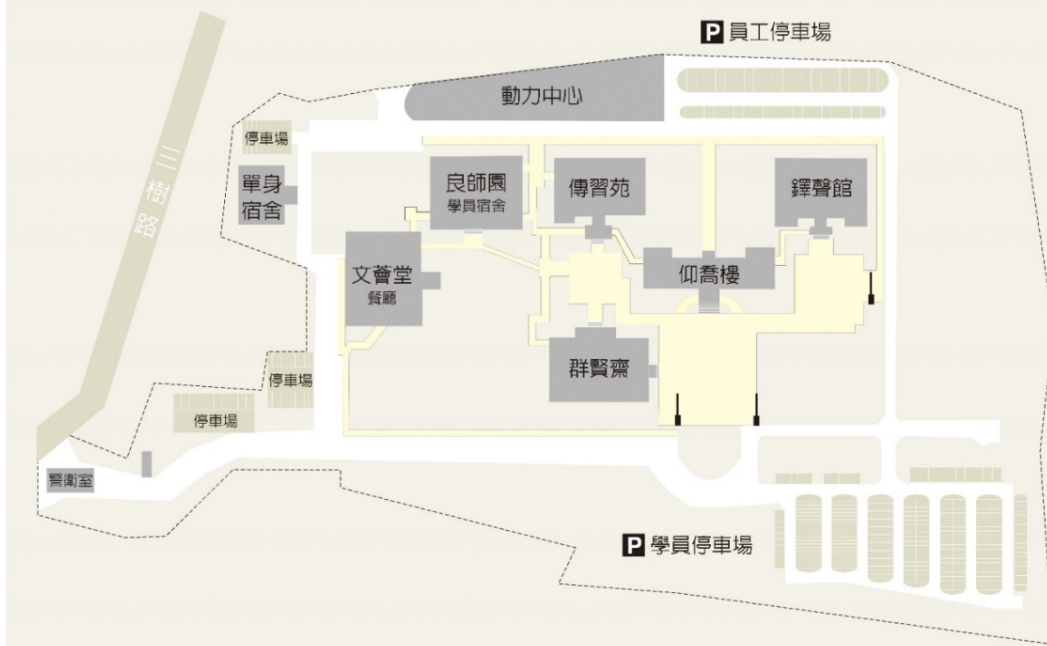 P 員工停車場
動力中心
停車場
三樹路
單身
宿舍
良師園
學員宿舍
傳習苑
鐸聲館
文薈堂
餐廳
仰喬樓
群賢齋
停車場
停車場
警衛室
P 學員停車場